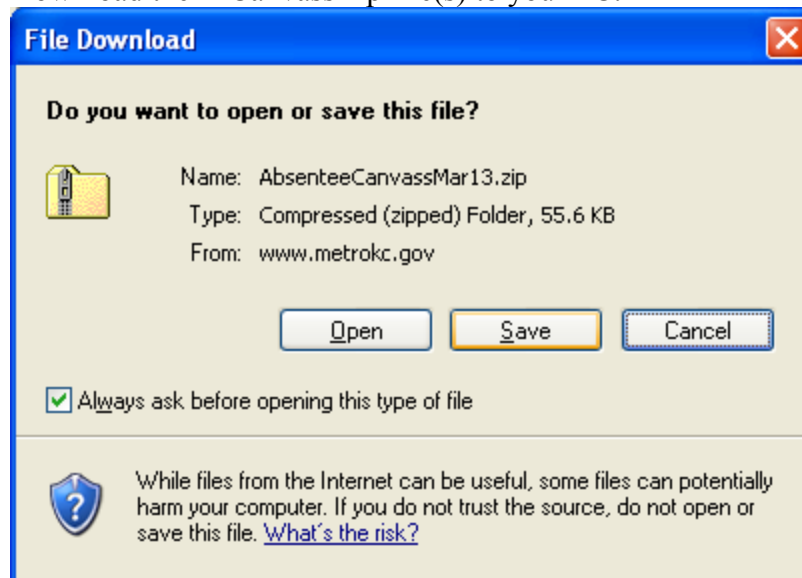 File Download
Do you want to open or save this file?
Name: AbsenteeCanvassMar13.zip
Type: Compressed (zipped) Folder, 55.6 KB
From: www.metrokc.gov
Open Save Cancel
Always ask before opening this type of file
While files from the Internet can be useful, some files can potentially
harm your computer. If you do not trust the source, do not open or
save this file. What's the risk?